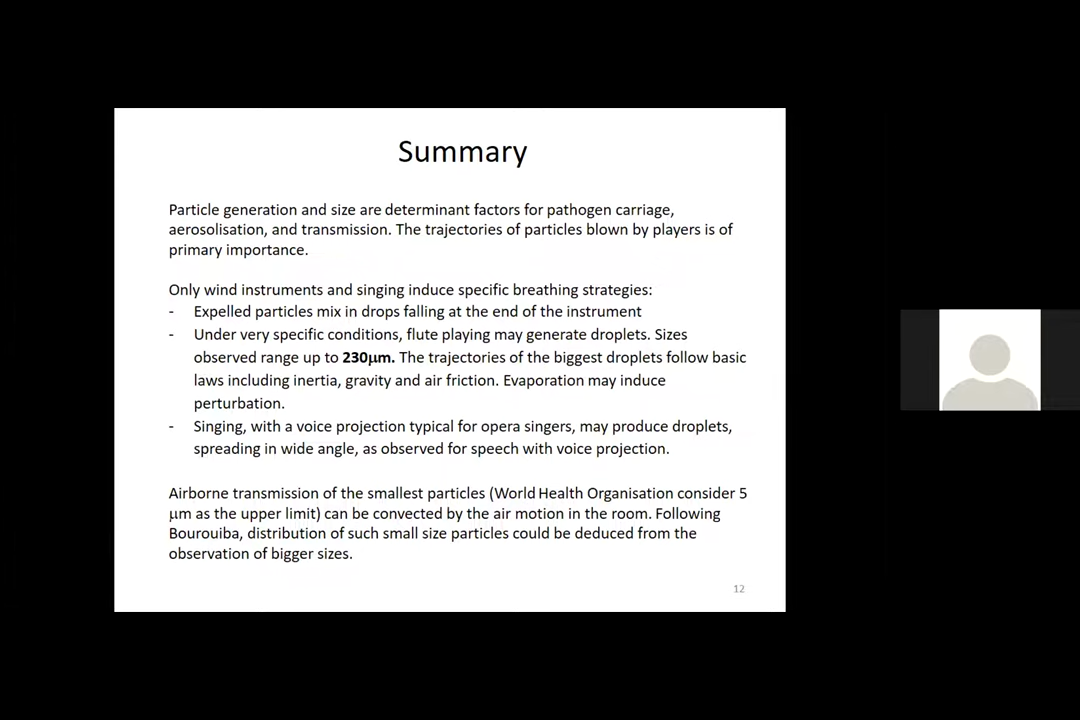 Summary
Particle generation and size are determinant factors for pathogen carriage,
aerosolisation, and transmission. The trajectories of particles blown by players is of
primary importance.
Only wind instruments and singing induce specific breathing strategies:
- Expelled particles mix in drops falling at the end of the instrument
- Under very specific conditions, flute playing may generate droplets. Sizes
observed range up to 230μm. The trajectories of the biggest droplets follow basic
laws including inertia, gravity and air friction. Evaporation may induce
perturbation.
- Singing, with a voice projection typical for opera singers, may produce droplets,
spreading in wide angle, as observed for speech with voice projection.
Airborne transmission of the smallest particles (World Health Organisation consider 5
μm as the upper limit) can be convected by the air motion in the room. Following
Bourouiba, distribution of such small size particles could be deduced from the
observation of bigger sizes.
12